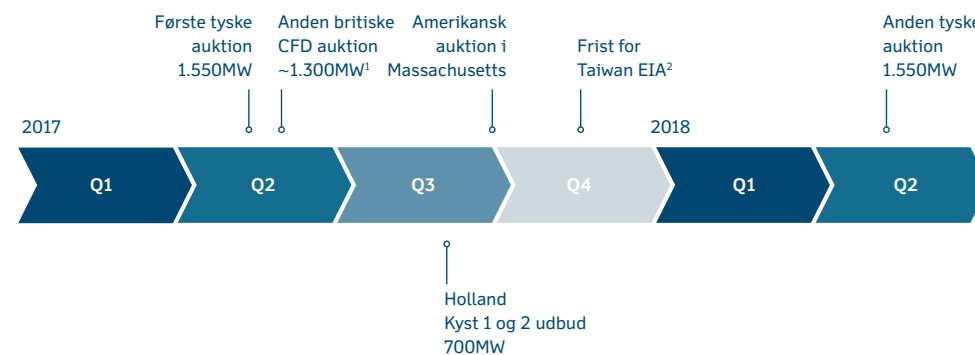 Første tyske
auktion
1.550MW
Anden britiske
CFD auktion
~1.300MW¹
Amerikansk
auktion i
Massachusetts
Frist for
Taiwan EIA²
Anden tyske
auktion
1.550MW
2017
2018
Q1
Q2
Q3
Q4
Q1
Q2
Holland
Kyst 1 og 2 udbud
700MW